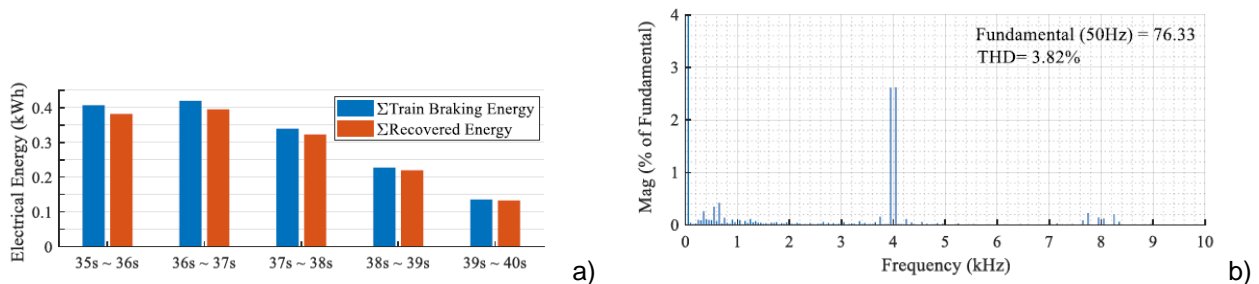 Electrical Energy (kWh)
0.4
0.3
0.2
0.1
0
ΣTrain Braking Energy
ΣRecovered Energy
35s ~ 36s
36s ~ 37s
37s ~ 38s
38s ~ 39s
39s ~ 40s
a)
Mag (% of Fundamental)
4
3
2
1
0
Fundamental (50Hz) = 76.33
THD= 3.82%
0 1 2 3 4 5 6 7 8 9 10
Frequency (kHz)
b)